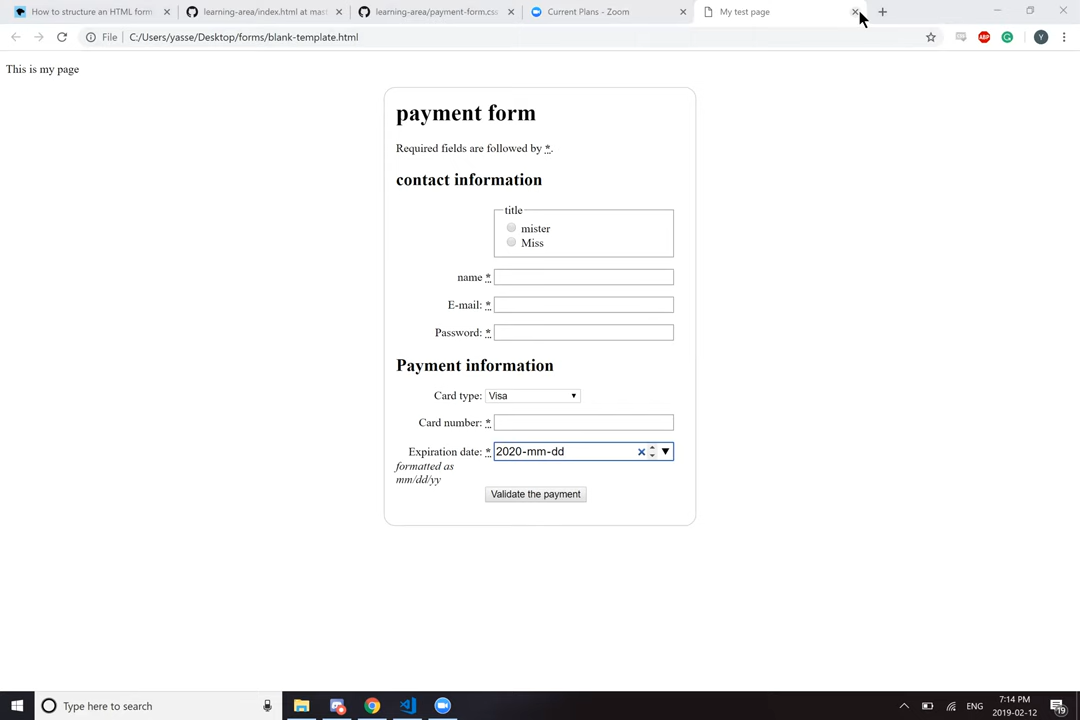 How to structure an HTML form
learning-area/index.html at mast
learning-area/payment-form.css
Current Plans - Zoom
My test page
File
C:/Users/yasse/Desktop/forms/blank-template.html
ABP
Y
This is my page
payment form
Required fields are followed by *.
contact information
title
mister
Miss
name *
E-mail: *
Password: *
Payment information
Card type: Visa
Card number: *
Expiration date: * 2020-mm-dd
formatted as
mm/dd/yy
Validate the payment
Type here to search
ENG
7:14 PM
2019-02-12
19